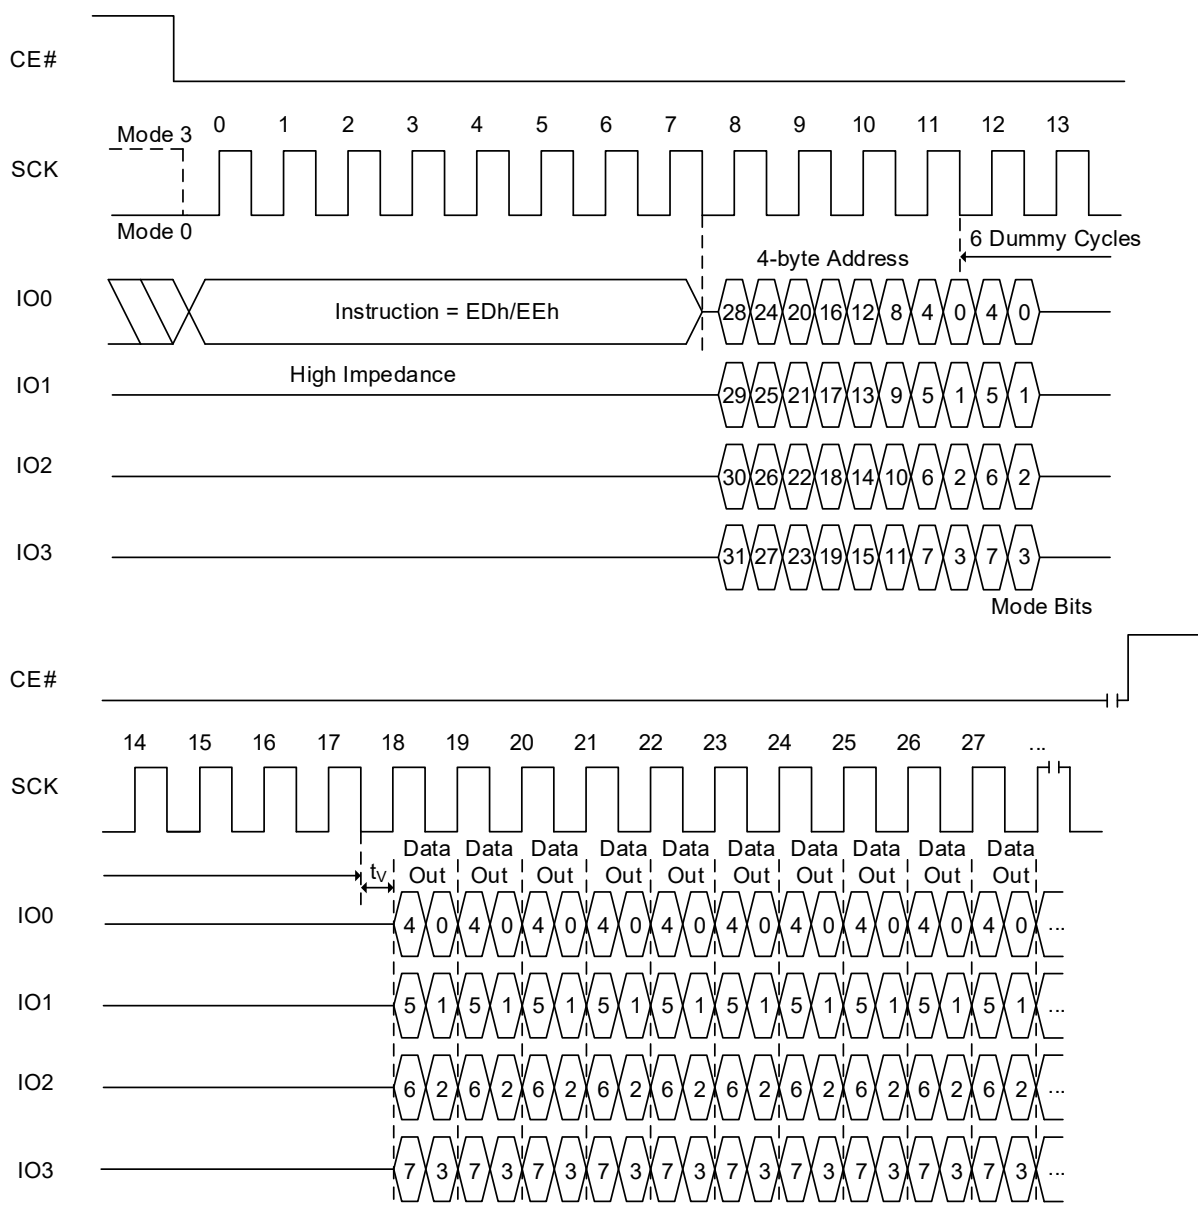 CE#
Mode 3
0 1 2 3 4 5 6 7 8 9 10 11 12 13
SCK
Mode 0
6 Dummy Cycles
4-byte Address
IO0
Instruction = EDh/EEh
28 24 20 16 12 8 4 0 4 0
High Impedance
IO1
29 25 21 17 13 9 5 1 5 1
IO2
30 26 22 18 14 10 6 2 6 2
IO3
31 27 23 19 15 11 7 3 7 3
Mode Bits
CE#
14 15 16 17 18 19 20 21 22 23 24 25 26 27 ...
SCK
Data Data Data Data Data Data Data Data Data Data
tV Out Out Out Out Out Out Out Out Out Out
IO0
4 0 4 0 4 0 4 0 4 0 4 0 4 0 4 0 4 0 4 0 ...
IO1
5 1 5 1 5 1 5 1 5 1 5 1 5 1 5 1 5 1 5 1 ...
IO2
6 2 6 2 6 2 6 2 6 2 6 2 6 2 6 2 6 2 6 2 ...
IO3
7 3 7 3 7 3 7 3 7 3 7 3 7 3 7 3 7 3 7 3 ...